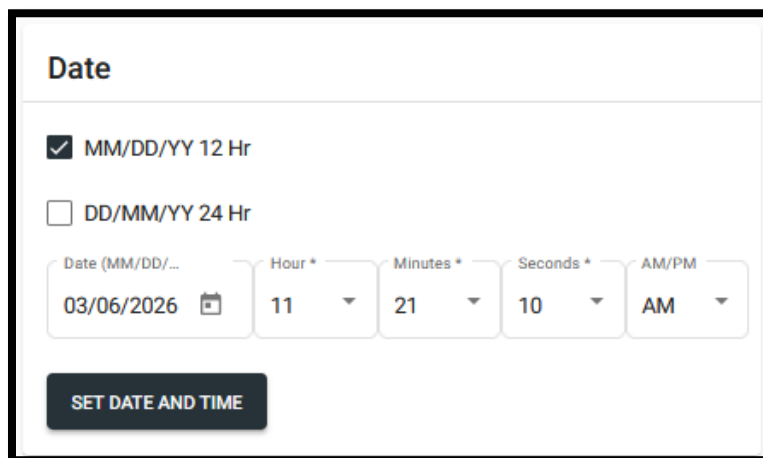 Date
MM/DD/YY 12 Hr
DD/MM/YY 24 Hr
Date (MM/DD/... Hour * Minutes * Seconds * AM/PM
03/06/2026 11 21 10 AM
SET DATE AND TIME